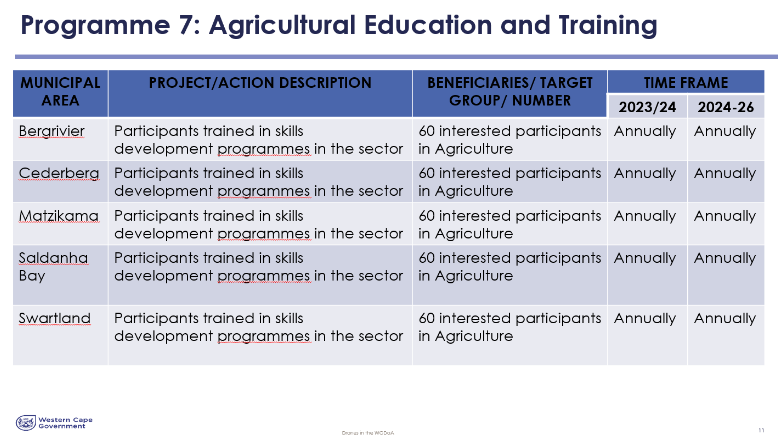 Programme 7: Agricultural Education and Training
MUNICIPAL
AREA
PROJECT/ACTION DESCRIPTION
BENEFICIARIES/ TARGET
GROUP/ NUMBER
TIME FRAME
2023/24
2024-26
Bergrivier
Participants trained in skills
development programmes in the sector
60 interested participants
in Agriculture
Annually
Annually
Cederberg
Participants trained in skills
development programmes in the sector
60 interested participants
in Agriculture
Annually
Annually
Matzikama
Participants trained in skills
development programmes in the sector
60 interested participants
in Agriculture
Annually
Annually
Saldanha
Bay
Participants trained in skills
development programmes in the sector
60 interested participants
in Agriculture
Annually
Annually
Swartland
Participants trained in skills
development programmes in the sector
60 interested participants
in Agriculture
Annually
Annually
Western Cape
Government
in the WCDoA
11